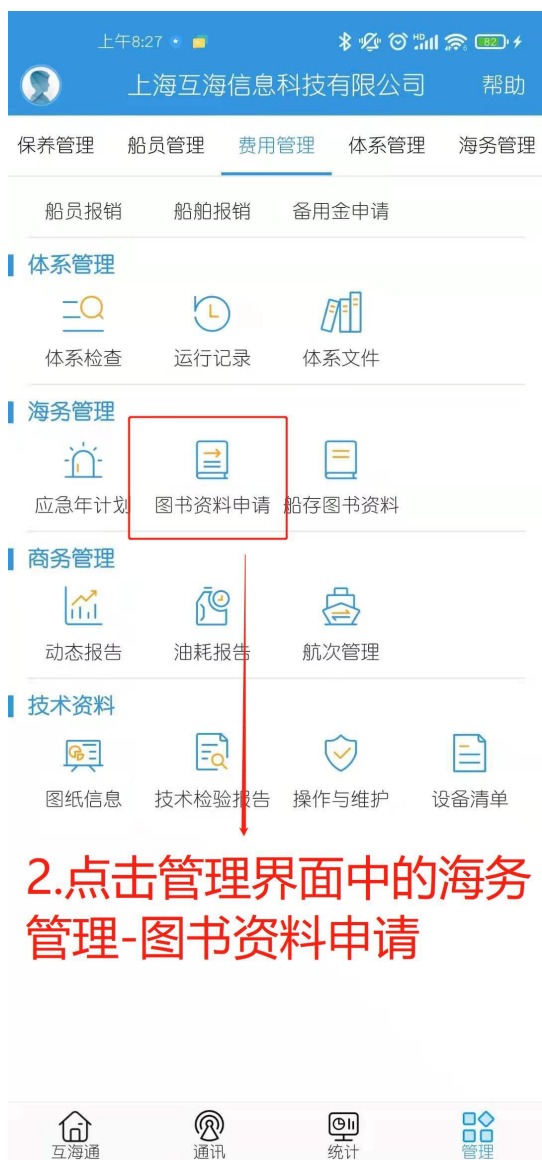 上午8:27 HD 82
上海互海信息科技有限公司 帮助
保养管理 船员管理 费用管理 体系管理 海务管理
船员报销 船舶报销 备用金申请
体系管理
体系检查 运行记录 体系文件
海务管理
应急年计划 图书资料申请 船存图书资料
商务管理
动态报告 油耗报告 航次管理
技术资料
图纸信息 技术检验报告 操作与维护 设备清单
2.点击管理界面中的海务
管理-图书资料申请
互海通 通讯 统计 管理